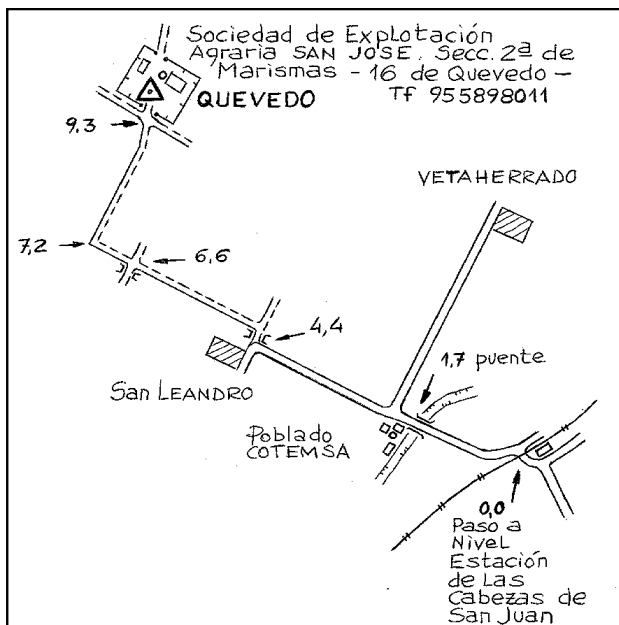 Sociedad de Explotación
Agraria SAN JOSE. Secc. 2ª de
Marismas - 16 de Quevedo -
QUEVEDO Tf 955898011
9,3
VETAHERRADO
7,2
6,6
4,4
1,7 puente
San LEANDRO
Poblado
COTEMSA
0,0
Paso a
Nivel
Estación
de Las
Cabezas de
San Juan